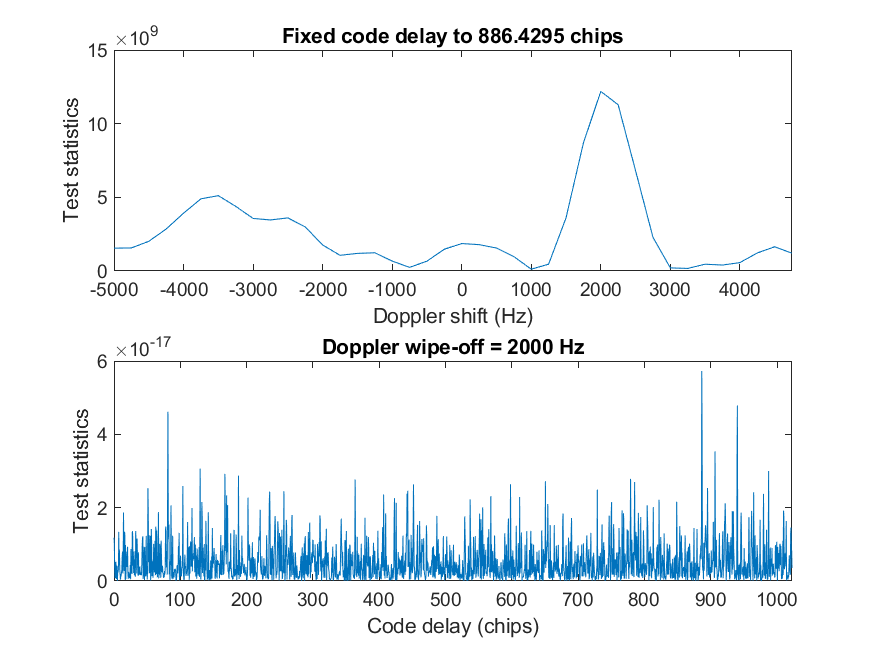 ×10^9
Fixed code delay to 886.4295 chips
15
10
5
0
Test statistics
-5000 -4000 -3000 -2000 -1000 0 1000 2000 3000 4000
Doppler shift (Hz)
×10^-17
Doppler wipe-off = 2000 Hz
6
4
2
0
Test statistics
0 100 200 300 400 500 600 700 800 900 1000
Code delay (chips)